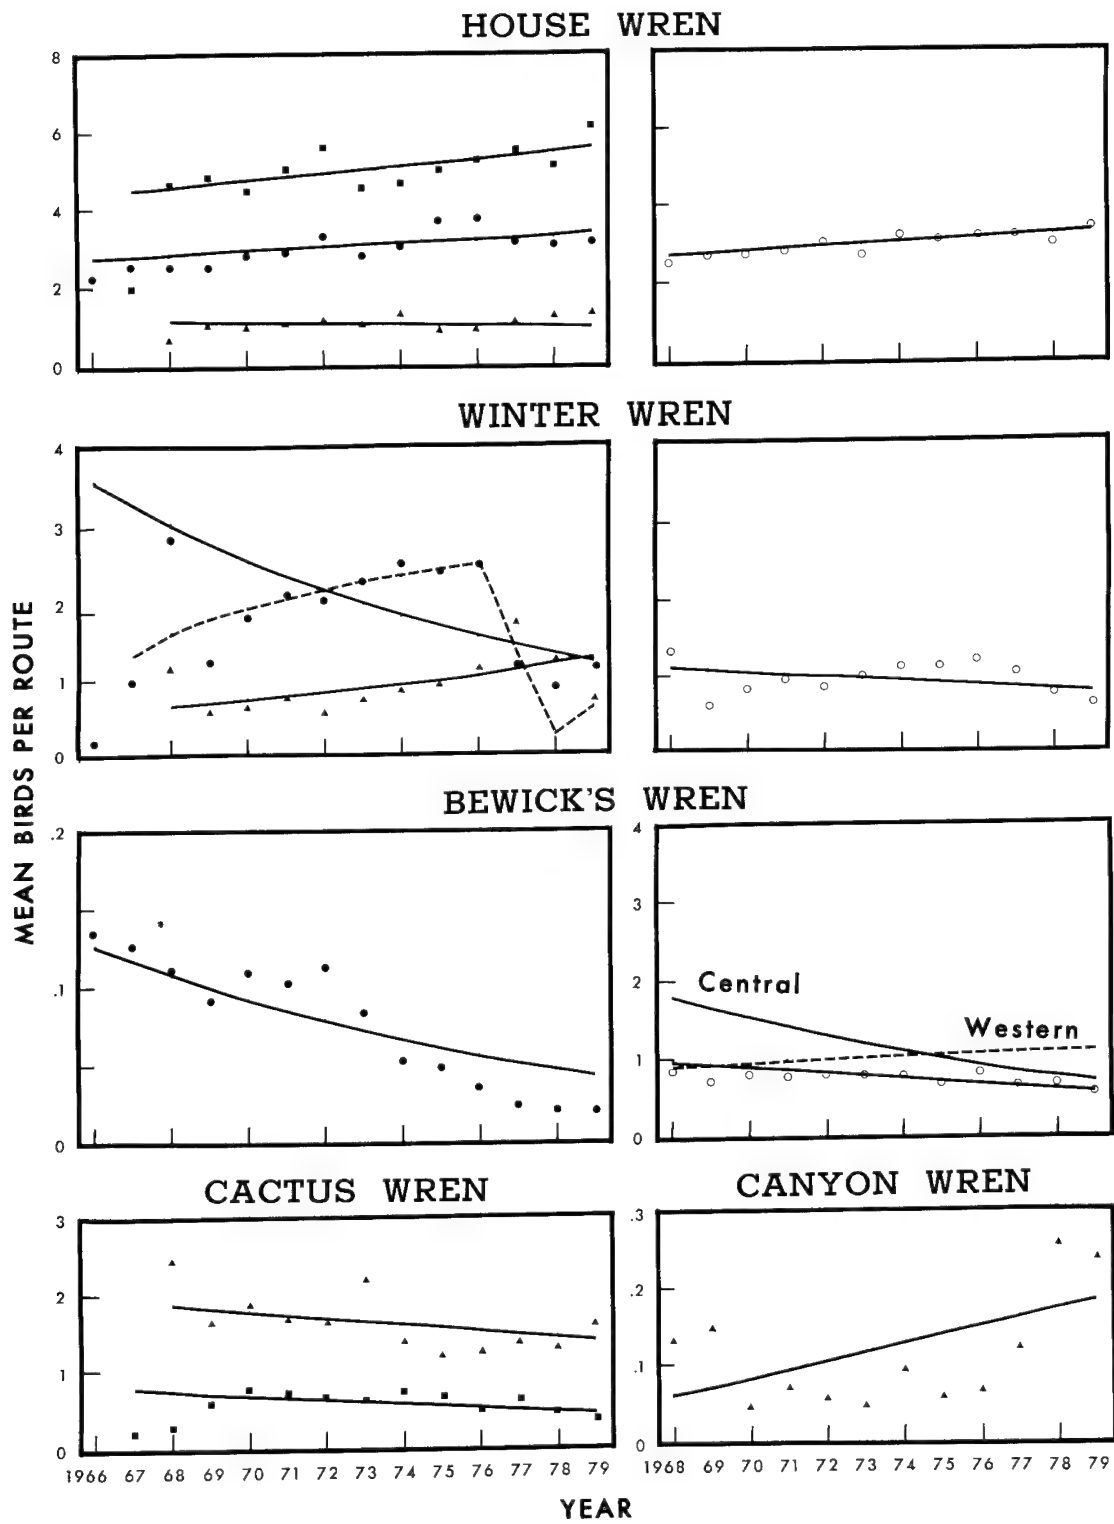 HOUSE WREN
8
6
4
2
0
WINTER WREN
4
3
2
1
0
MEAN BIRDS PER ROUTE
BEWICK'S WREN
.2
.1
0
4
3
2
1
0
Central
Western
CACTUS WREN
3
2
1
0
1966 67 68 69 70 71 72 73 74 75 76 77 78 79
CANYON WREN
.3
.2
.1
0
1968 69 70 71 72 73 74 75 76 77 78 79
YEAR